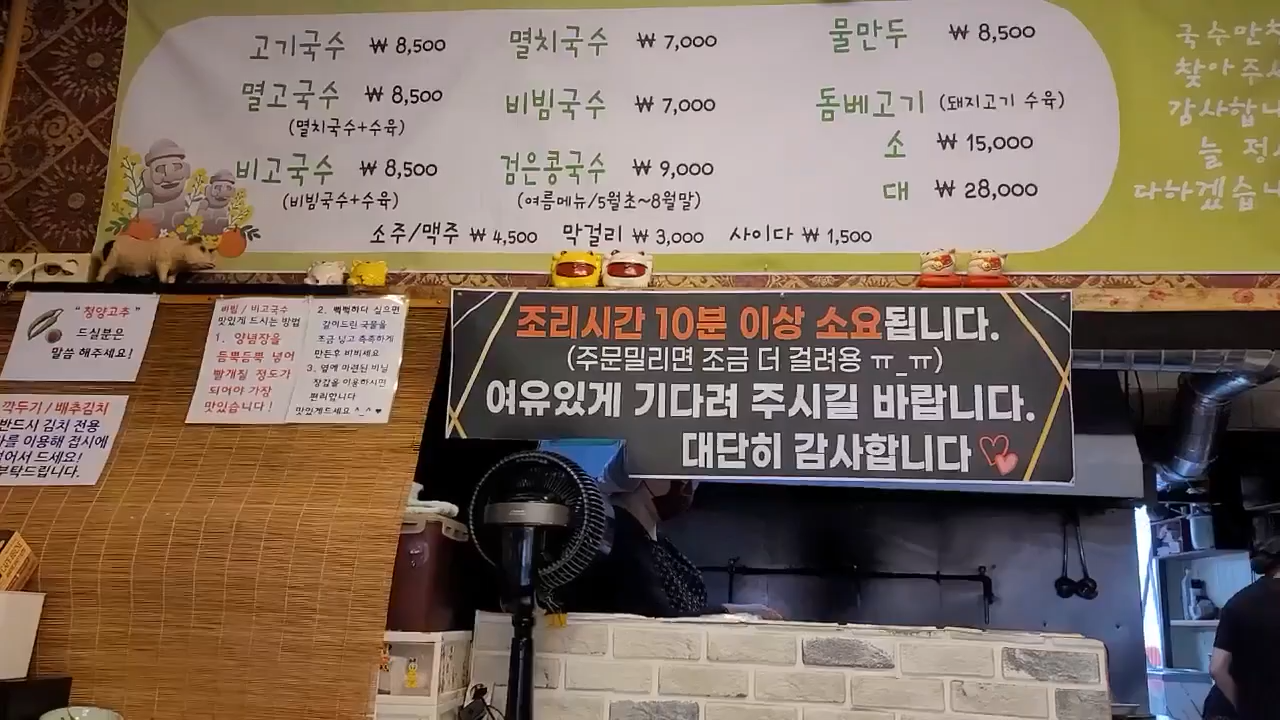 고기국수 ₩ 8,500
멸고국수 ₩ 8,500
(멸치국수+수육)
비고국수 ₩ 8,500
(비빔국수+수육)
멸치국수 ₩ 7,000
비빔국수 ₩ 7,000
검은콩국수 ₩ 9,000
(여름메뉴/5월초~8월말)
물만두 ₩ 8,500
돔베고기 (돼지고기 수육)
소 ₩ 15,000
대 ₩ 28,000
소주/맥주 ₩ 4,500 막걸리 ₩ 3,000 사이다 ₩ 1,500
국수만
찾아주
감사합
늘 정
다하겠습
"청양고추"
드실분은
말씀 해주세요!
깍두기 / 배추김치
반드시 김치 전용
이용해 접시에
드세요!
부탁드립니다.
비빔 / 비고국수
맛있게 드시는 방법
1. 양념장을
듬뿍듬뿍 넣어
빨개질 정도가
되어야 가장
맛있습니다!
2. 뻑뻑하다 싶으면
같이드린 국물을
조금 넣고 촉촉하게
만든후 비비세요
3. 옆에 마련된 비닐
장갑을 이용하시면
편리합니다
맛있게드세요^_^♥
조리시간 10분 이상 소요됩니다.
(주문밀리면 조금 더 걸려용 ㅠ_ㅠ)
여유있게 기다려 주시길 바랍니다.
대단히 감사합니다♡